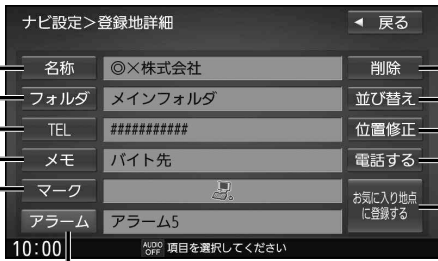 ナビ設定＞登録地詳細
◀ 戻る
名称 ◎×株式会社 削除
フォルダ メインフォルダ 並び替え
TEL ########### 位置修正
メモ バイト先 電話する
マーク
お気に入り地点
に登録する
アラーム アラーム5
10:00 AUDIO OFF 項目を選択してください